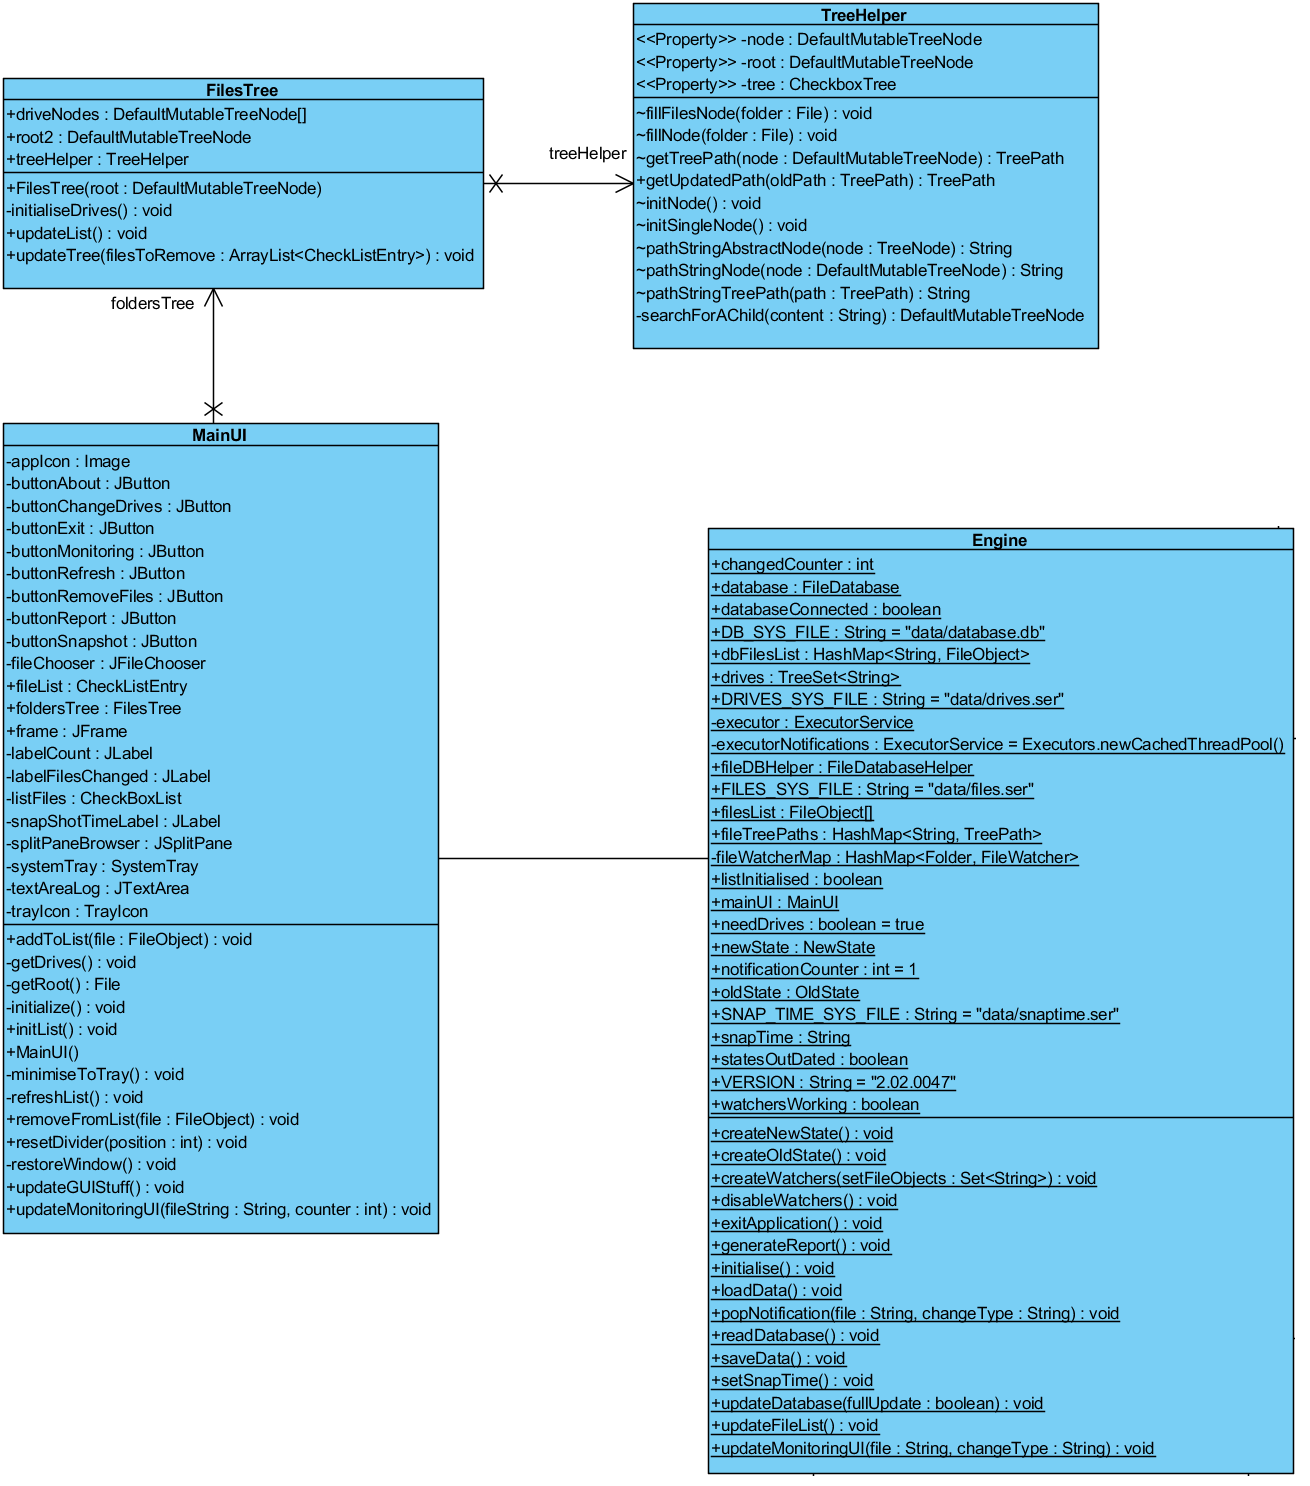 TreeHelper
<<Property>> -node : DefaultMutableTreeNode
<<Property>> -root : DefaultMutableTreeNode
<<Property>> -tree : CheckboxTree
~fillFilesNode(folder : File) : void
~fillNode(folder : File) : void
~getTreePath(node : DefaultMutableTreeNode) : TreePath
+getUpdatedPath(oldPath : TreePath) : TreePath
~initNode() : void
~initSingleNode() : void
~pathStringAbstractNode(node : TreeNode) : String
~pathStringNode(node : DefaultMutableTreeNode) : String
~pathStringTreePath(path : TreePath) : String
-searchForAChild(content : String) : DefaultMutableTreeNode
FilesTree
+driveNodes : DefaultMutableTreeNode[]
+root2 : DefaultMutableTreeNode
+treeHelper : TreeHelper
+FilesTree(root : DefaultMutableTreeNode)
-initialiseDrives() : void
+updateList() : void
+updateTree(filesToRemove : ArrayList<CheckListEntry>) : void
treeHelper
foldersTree
MainUI
-appIcon : Image
-buttonAbout : JButton
-buttonChangeDrives : JButton
-buttonExit : JButton
-buttonMonitoring : JButton
-buttonRefresh : JButton
-buttonRemoveFiles : JButton
-buttonReport : JButton
-buttonSnapshot : JButton
-fileChooser : JFileChooser
+fileList : CheckListEntry
+foldersTree : FilesTree
+frame : JFrame
-labelCount : JLabel
-labelFilesChanged : JLabel
-listFiles : CheckBoxList
-snapShotTimeLabel : JLabel
-splitPaneBrowser : JSplitPane
-systemTray : SystemTray
-textAreaLog : JTextArea
-trayIcon : TrayIcon
+addToList(file : FileObject) : void
-getDrives() : void
-getRoot() : File
-initialize() : void
+initList() : void
+MainUI()
-minimiseToTray() : void
-refreshList() : void
+removeFromList(file : FileObject) : void
+resetDivider(position : int) : void
-restoreWindow() : void
+updateGUIStuff() : void
+updateMonitoringUI(fileString : String, counter : int) : void
Engine
+changedCounter : int
+database : FileDatabase
+databaseConnected : boolean
+DB_SYS_FILE : String = "data/database.db"
+dbFilesList : HashMap<String, FileObject>
+drives : TreeSet<String>
+DRIVES_SYS_FILE : String = "data/drives.ser"
-executor : ExecutorService
-executorNotifications : ExecutorService = Executors.newCachedThreadPool()
+fileDBHelper : FileDatabaseHelper
+FILES_SYS_FILE : String = "data/files.ser"
+filesList : FileObject[]
+fileTreePaths : HashMap<String, TreePath>
-fileWatcherMap : HashMap<Folder, FileWatcher>
+listInitialised : boolean
+mainUI : MainUI
+needDrives : boolean = true
+newState : NewState
+notificationCounter : int = 1
+oldState : OldState
+SNAP_TIME_SYS_FILE : String = "data/snaptime.ser"
+snapTime : String
+statesOutDated : boolean
+VERSION : String = "2.02.0047"
+watchersWorking : boolean
+createNewState() : void
+createOldState() : void
+createWatchers(setFileObjects : Set<String>) : void
+disableWatchers() : void
+exitApplication() : void
+generateReport() : void
+initialise() : void
+loadData() : void
+popNotification(file : String, changeType : String) : void
+readDatabase() : void
+saveData() : void
+setSnapTime() : void
+updateDatabase(fullUpdate : boolean) : void
+updateFileList() : void
+updateMonitoringUI(file : String, changeType : String) : void